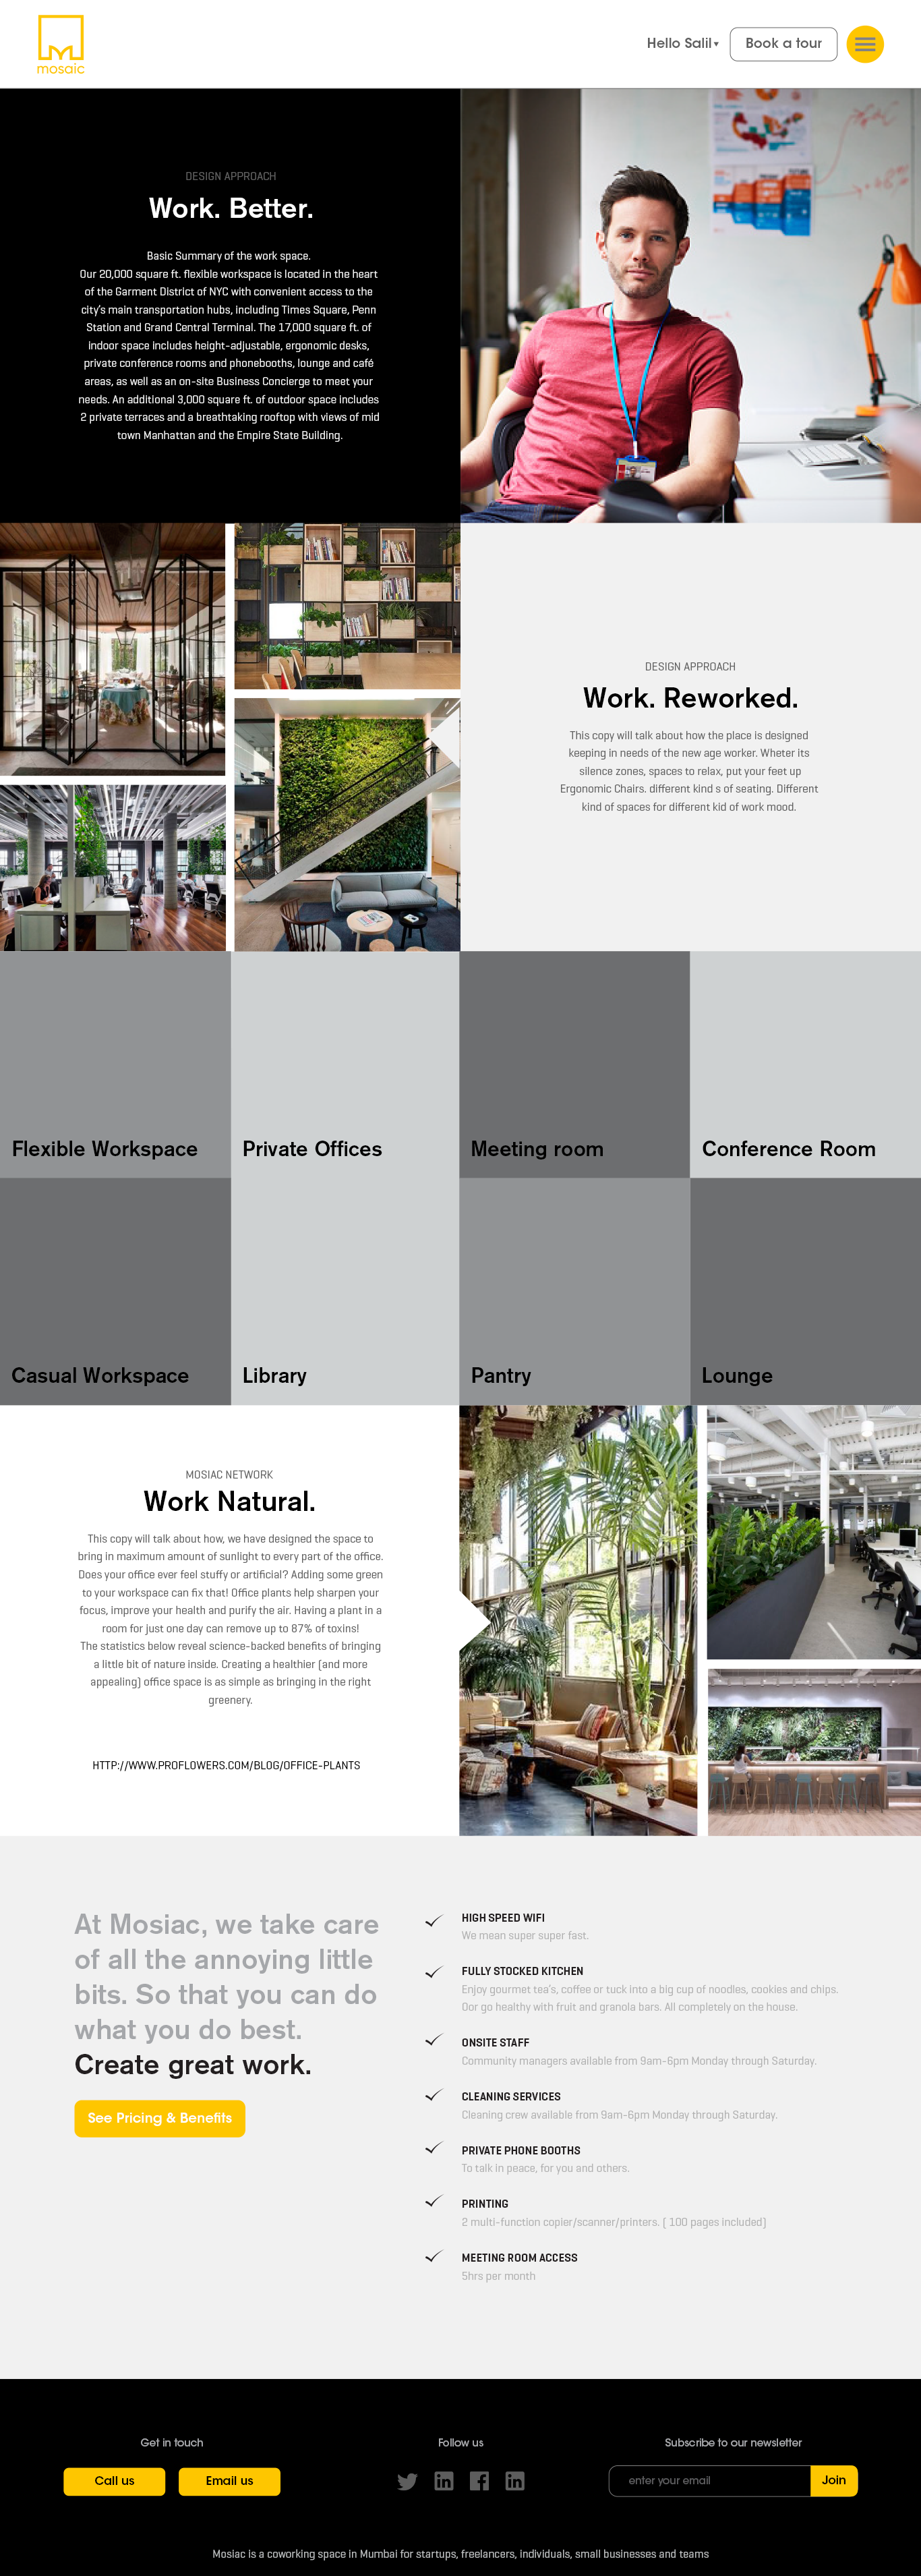 mosaic
Hello Salil
Book a tour
DESIGN APPROACH
Work. Better.
Basic Summary of the work space.
Our 20,000 square ft. flexible workspace is located in the heart
of the Garment District of NYC with convenient access to the
city's main transportation hubs, including Times Square, Penn
Station and Grand Central Terminal. The 17,000 square ft. of
indoor space includes height-adjustable, ergonomic desks,
private conference rooms and phonebooths, lounge and café
areas, as well as an on-site Business Concierge to meet your
needs. An additional 3,000 square ft. of outdoor space includes
2 private terraces and a breathtaking rooftop with views of mid
town Manhattan and the Empire State Building.
DESIGN APPROACH
Work. Reworked.
This copy will talk about how the place is designed
keeping in needs of the new age worker. Wheter its
silence zones, spaces to relax, put your feet up
Ergonomic Chairs. different kind s of seating. Different
kind of spaces for different kid of work mood.
Flexible Workspace
Private Offices
Meeting room
Conference Room
Casual Workspace
Library
Pantry
Lounge
MOSIAC NETWORK
Work Natural.
This copy will talk about how, we have designed the space to
bring in maximum amount of sunlight to every part of the office.
Does your office ever feel stuffy or artificial? Adding some green
to your workspace can fix that! Office plants help sharpen your
focus, improve your health and purify the air. Having a plant in a
room for just one day can remove up to 87% of toxins!
The statistics below reveal science-backed benefits of bringing
a little bit of nature inside. Creating a healthier (and more
appealing) office space is as simple as bringing in the right
greenery.
HTTP://WWW.PROFLOWERS.COM/BLOG/OFFICE-PLANTS
At Mosiac, we take care
of all the annoying little
bits. So that you can do
what you do best.
Create great work.
See Pricing & Benefits
HIGH SPEED WIFI
We mean super super fast.
FULLY STOCKED KITCHEN
Enjoy gourmet tea's, coffee or tuck into a big cup of noodles, cookies and chips.
Oor go healthy with fruit and granola bars. All completely on the house.
ONSITE STAFF
Community managers available from 9am-6pm Monday through Saturday.
CLEANING SERVICES
Cleaning crew available from 9am-6pm Monday through Saturday.
PRIVATE PHONE BOOTHS
To talk in peace, for you and others.
PRINTING
2 multi-function copier/scanner/printers. ( 100 pages included)
MEETING ROOM ACCESS
5hrs per month
Get in touch
Call us
Email us
Follow us
Subscribe to our newsletter
enter your email
Join
Mosiac is a coworking space in Mumbai for startups, freelancers, individuals, small businesses and teams